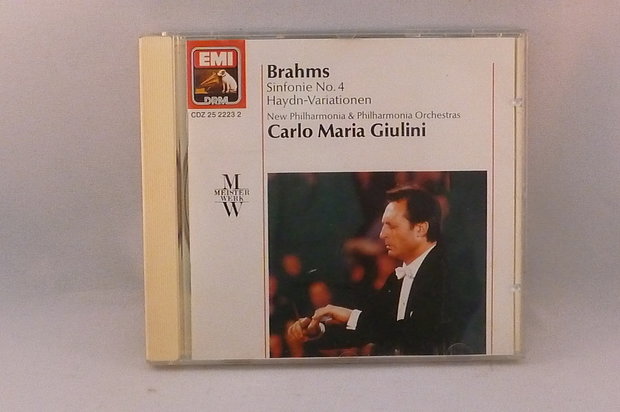 EMI
DRM
CDZ 25 2223 2
Brahms
Sinfonie No. 4
Haydn-Variationen
New Philharmonia & Philharmonia Orchestras
Carlo Maria Giulini
M
MEISTER
WERK
W